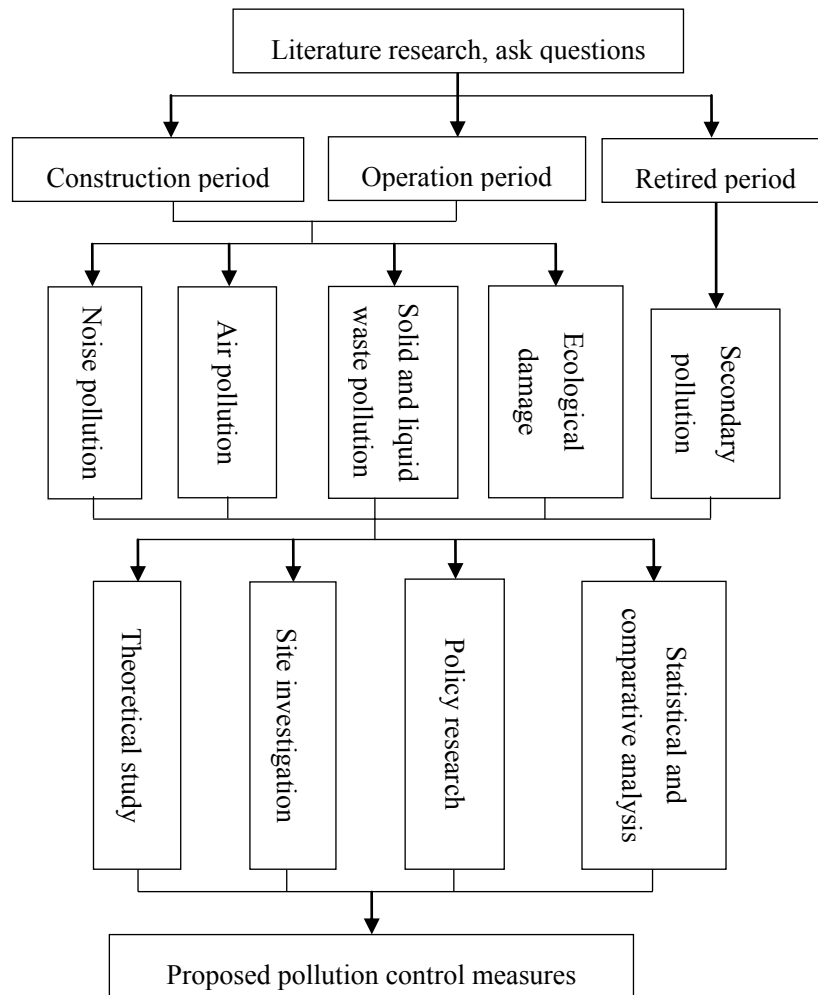 Literature research, ask questions
Construction period
Operation period
Retired period
Noise pollution
Air pollution
Solid and liquid
waste pollution
Ecological
damage
Secondary
pollution
Theoretical study
Site investigation
Policy research
Statistical and
comparative analysis
Proposed pollution control measures